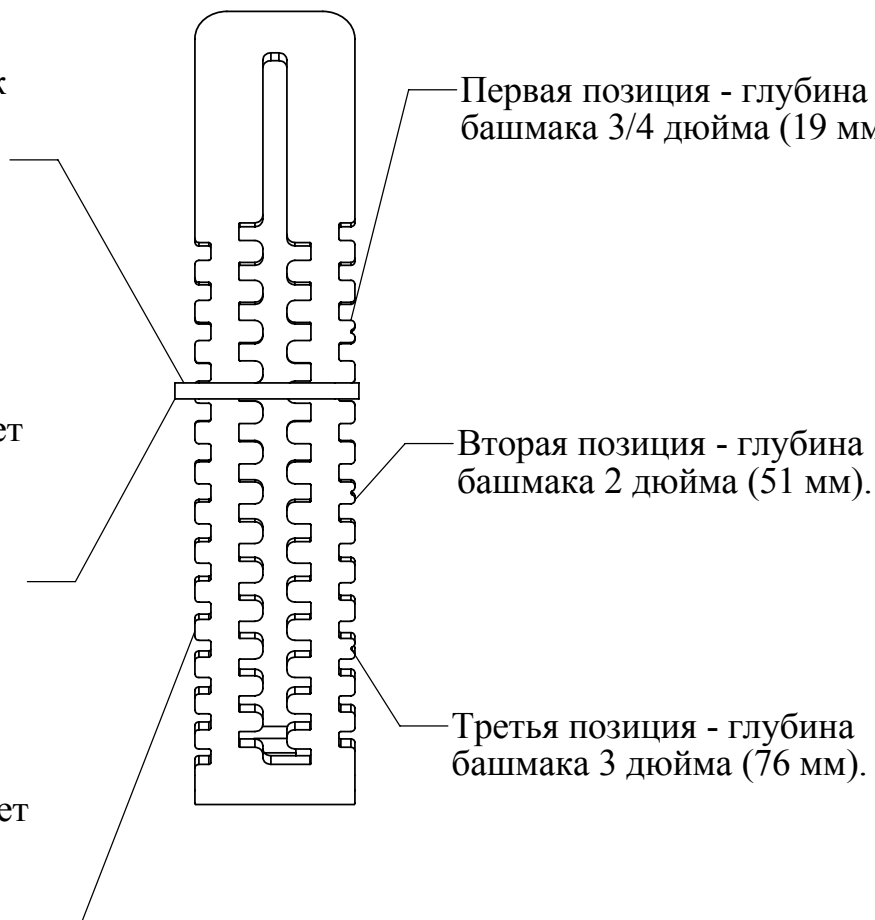 Первая позиция - глубина
башмака 3/4 дюйма (19 мм
Вторая позиция - глубина
башмака 2 дюйма (51 мм).
Третья позиция - глубина
башмака 3 дюйма (76 мм).